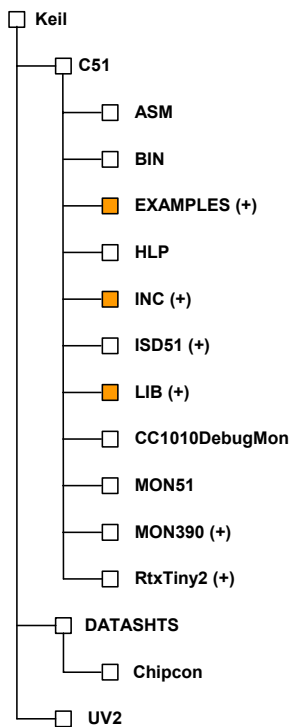 Keil
C51
ASM
BIN
EXAMPLES (+)
HLP
INC (+)
ISD51 (+)
LIB (+)
CC1010DebugMon
MON51
MON390 (+)
RtxTiny2 (+)
DATASHTS
Chipcon
UV2